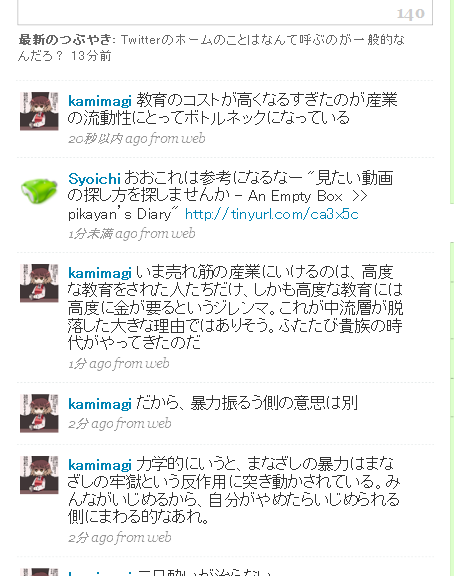 140
最新のつぶやき: Twitterのホームのことはなんて呼ぶのが一般的な
んだろ？ 13分前
kamimagi 教育のコストが高くなるすぎたのが産業
の流動性にとってボトルネックになっている
20秒以内 ago from web
Syoichi おおこれは参考になるなー "見たい動画
の探し方を探しませんか - An Empty Box >>
pikayan's Diary" http://tinyurl.com/ca3x5c
1分未満 ago from web
kamimagi いま売れ筋の産業にいけるのは、高度
な教育をされた人たちだけ、しかも高度な教育には
高度に金が要るというジレンマ。これが中流層が脱
落した大きな理由ではありそう。ふたたび貴族の時
代がやってきたのだ
1分 ago from web
kamimagi だから、暴力振るう側の意思は別
2分 ago from web
kamimagi 力学的にいうと、まなざしの暴力はまな
ざしの牢獄という反作用に突き動かされている。み
んながいじめるから、自分がやめたらいじめられる
側にまわる的なあれ。
2分 ago from web
kamimagi 二日酔いが治らない